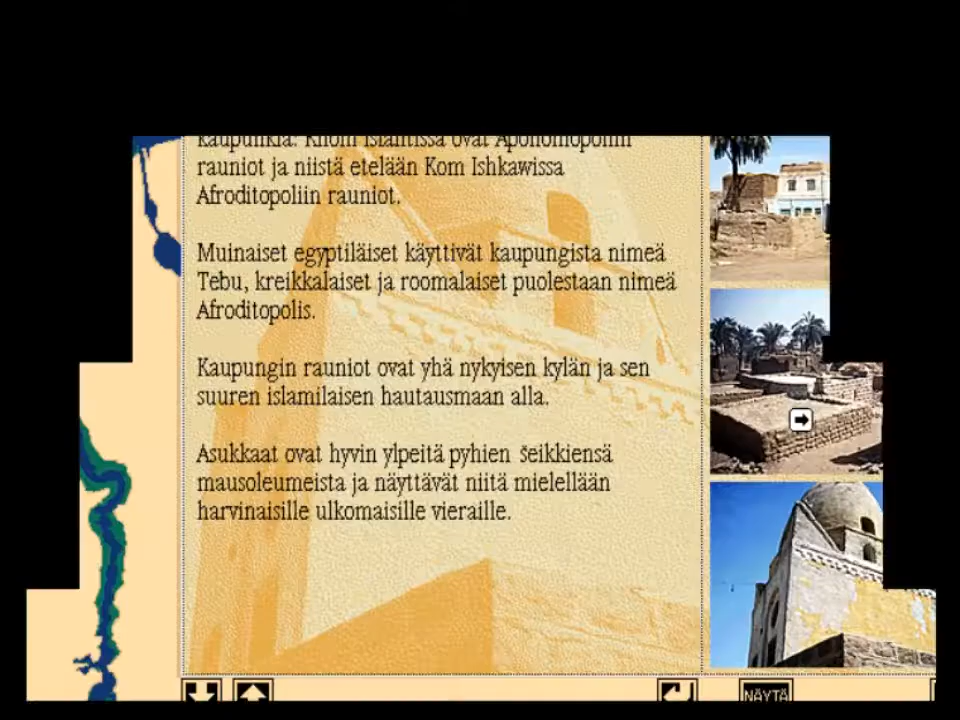 rauniot ja niistä etelään Kom Ishkawissa
Afroditopoliin rauniot.
Muinaiset egyptiläiset käyttivät kaupungista nimeä
Tebu, kreikkalaiset ja roomalaiset puolestaan nimeä
Afroditopolis.
Kaupungin rauniot ovat yhä nykyisen kylän ja sen
suuren islamilaisen hautausmaan alla.
Asukkaat ovat hyvin ylpeitä pyhien šeikkiensä
mausoleumeista ja näyttävät niitä mielellään
harvinaisille ulkomaisille vieraille.
NÄYTÄ